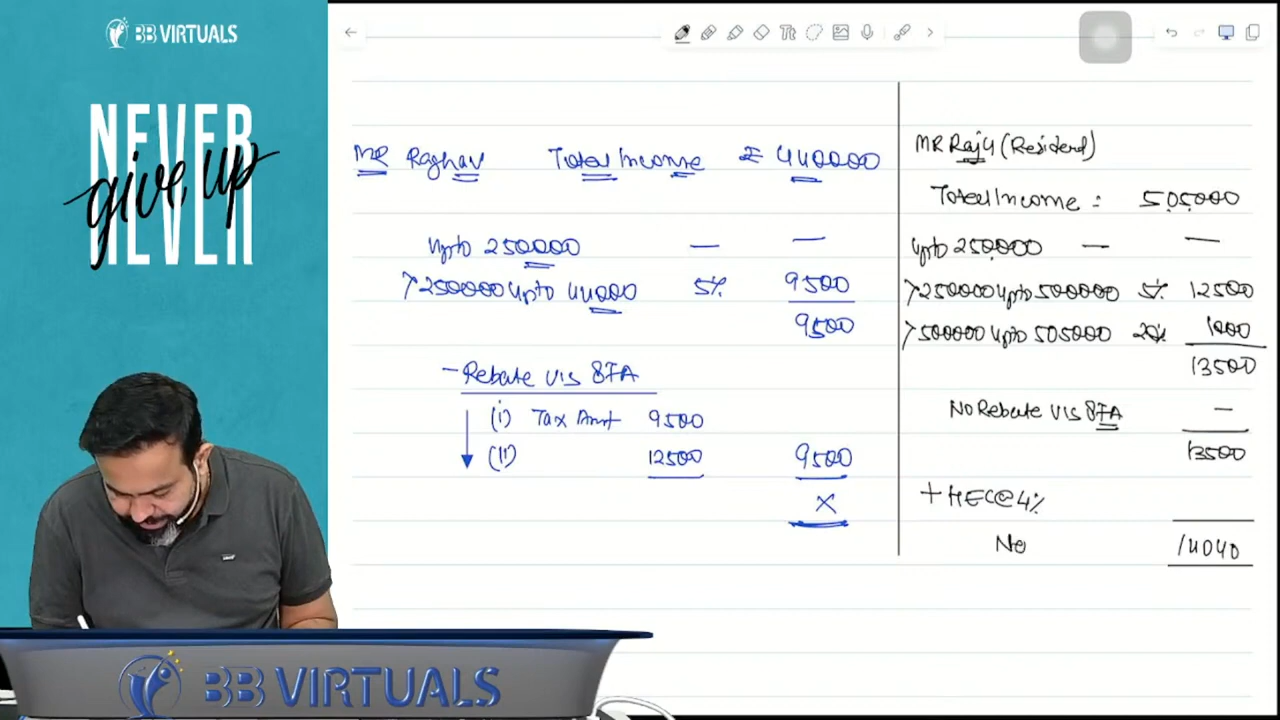 BB VIRTUALS
NEVER
give up
NEVER
MR Raghav Total Income = 440000
Upto 250000 — —
>250000 Upto 44000 5% 9500
9500
- Rebate U/s 87A
(i) Tax Amt 9500
(ii) 12500 9500
X
MR Raju (Resident)
Total Income : 505000
Upto 250000 — —
>250000 Upto 500000 5% 12500
>500000 Upto 505000 20% 1000
13500
No Rebate U/s 87A —
13500
+ HEC@4%
No 14040
BB VIRTUALS